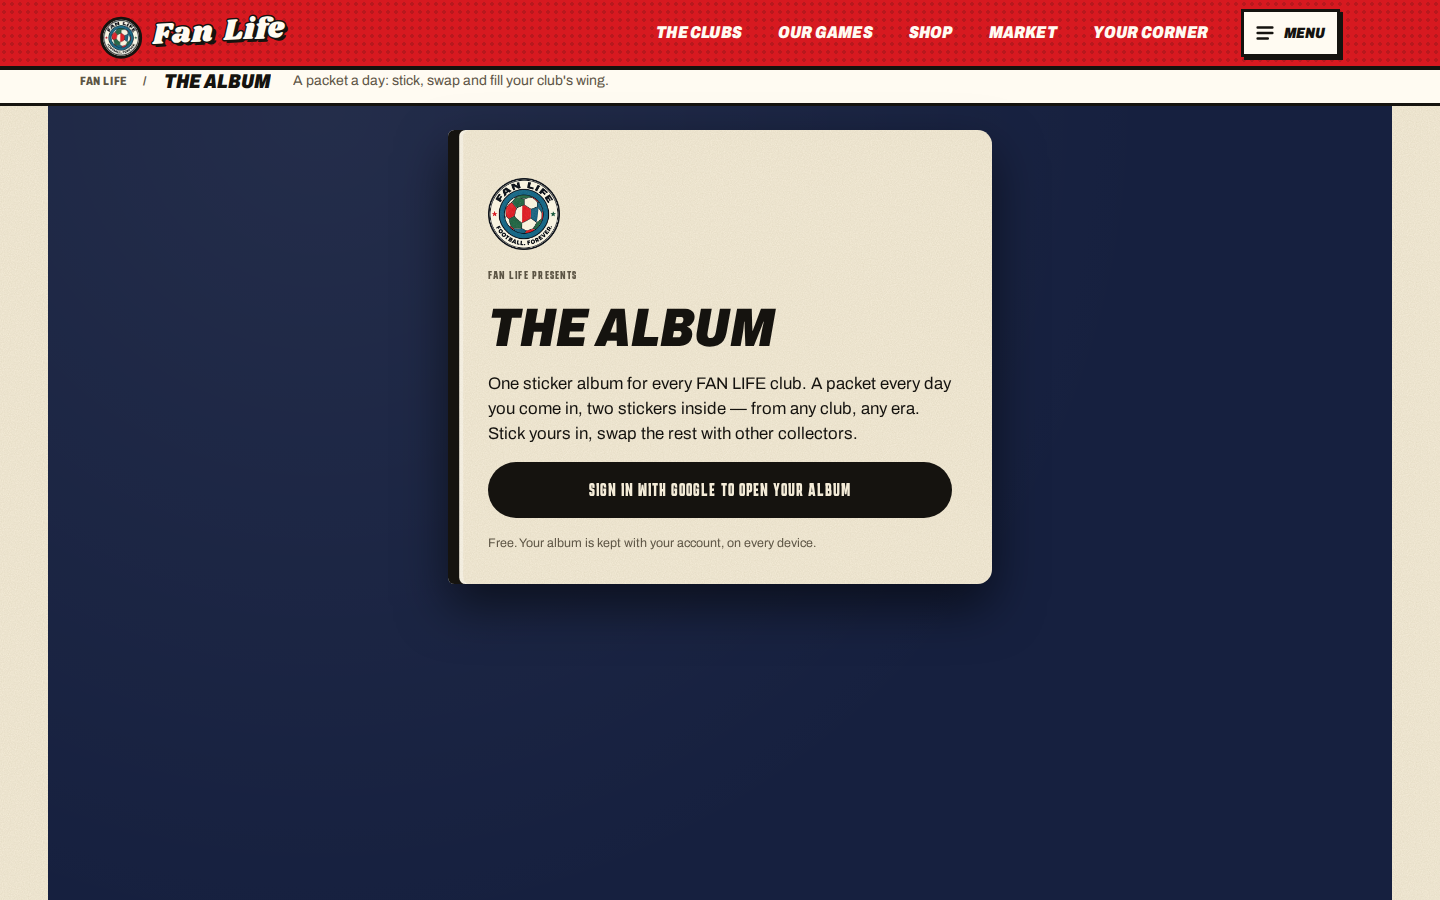 Fan Life
THE CLUBS
OUR GAMES
SHOP
MARKET
YOUR CORNER
MENU
FAN LIFE / THE ALBUM A packet a day: stick, swap and fill your club's wing.
FAN LIFE
FOOTBALL. FOREVER.
FAN LIFE PRESENTS
THE ALBUM
One sticker album for every FAN LIFE club. A packet every day
you come in, two stickers inside — from any club, any era.
Stick yours in, swap the rest with other collectors.
SIGN IN WITH GOOGLE TO OPEN YOUR ALBUM
Free. Your album is kept with your account, on every device.